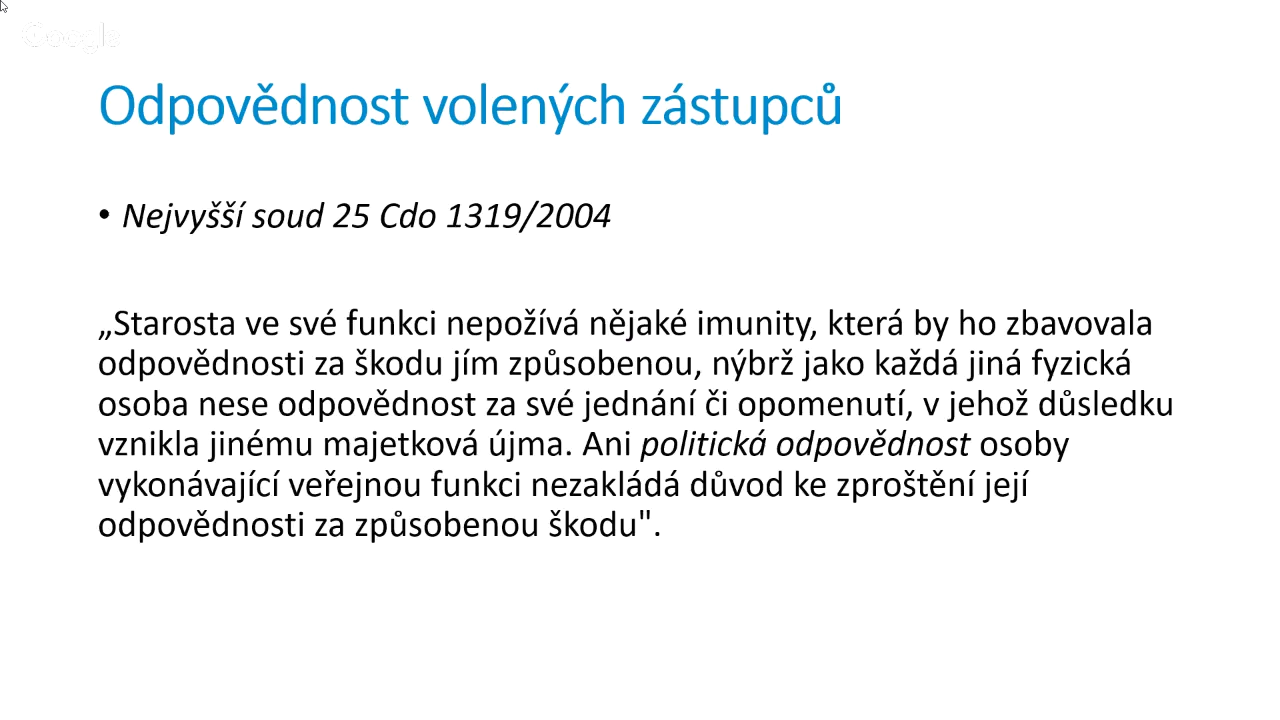 Google
Odpovědnost volených zástupců
• Nejvyšší soud 25 Cdo 1319/2004
„Starosta ve své funkci nepožívá nějaké imunity, která by ho zbavovala
odpovědnosti za škodu jím způsobenou, nýbrž jako každá jiná fyzická
osoba nese odpovědnost za své jednání či opomenutí, v jehož důsledku
vznikla jinému majetková újma. Ani politická odpovědnost osoby
vykonávající veřejnou funkci nezakládá důvod ke zproštění její
odpovědnosti za způsobenou škodu".